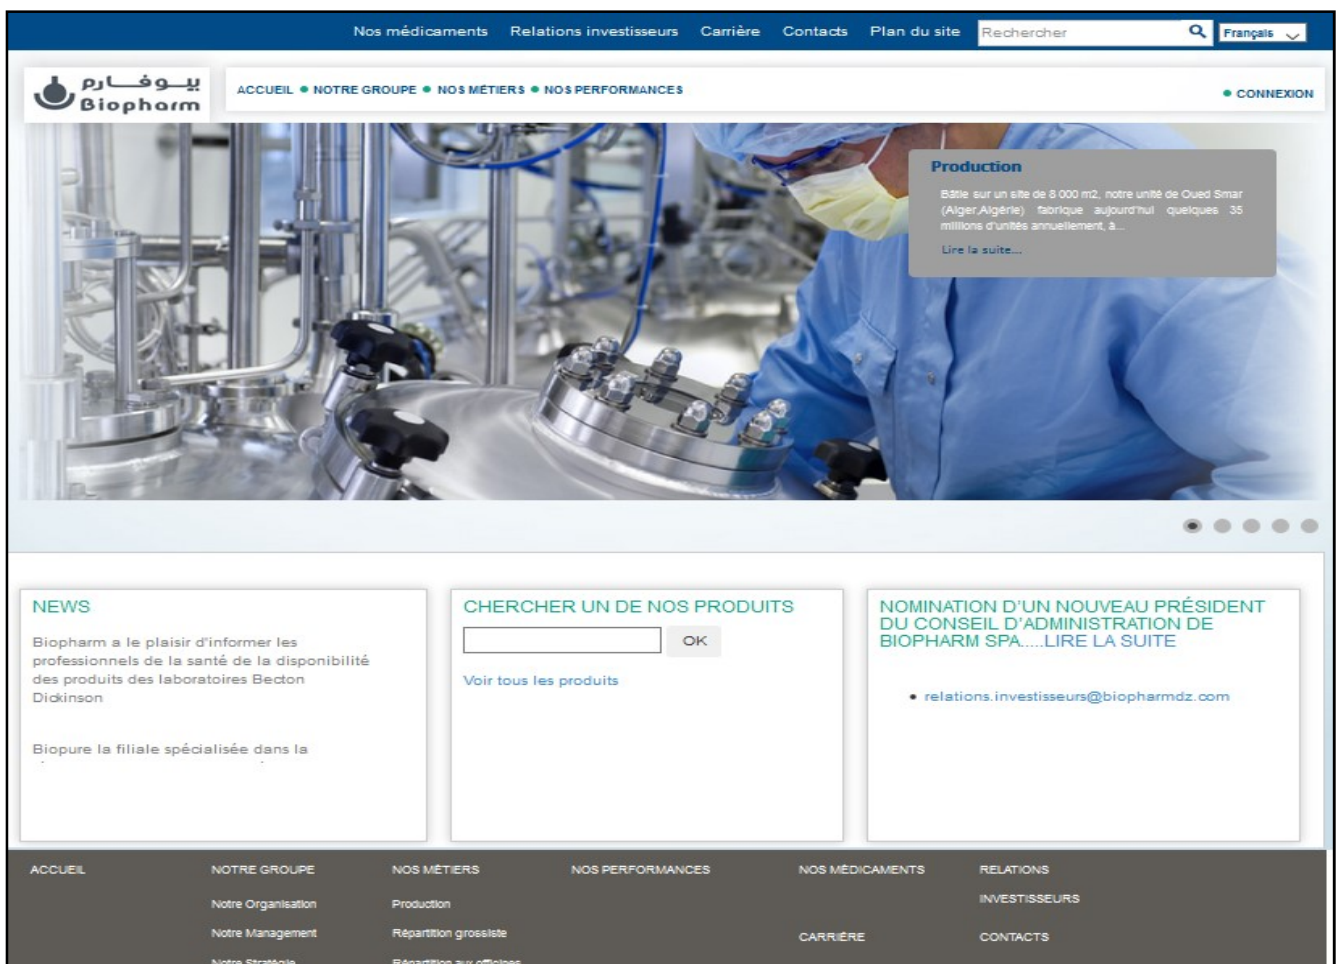 Nos médicaments Relations investisseurs Carrière Contacts Plan du site Rechercher Français
بيوفارم
Biopharm
ACCUEIL • NOTRE GROUPE • NOS MÉTIERS • NOS PERFORMANCES
• CONNEXION
Production
Bâtie sur un site de 8 000 m2, notre unité de Oued Smar
(Alger,Algérie) fabrique aujourd'hui quelques 35
millions d'unités annuellement, à...
Lire la suite...
NEWS
Biopharm a le plaisir d'informer les
professionnels de la santé de la disponibilité
des produits des laboratoires Becton
Dickinson
Biopure la filiale spécialisée dans la
CHERCHER UN DE NOS PRODUITS
OK
Voir tous les produits
NOMINATION D'UN NOUVEAU PRÉSIDENT
DU CONSEIL D'ADMINISTRATION DE
BIOPHARM SPA.....LIRE LA SUITE
• relations.investisseurs@biopharmdz.com
ACCUEIL NOTRE GROUPE NOS MÉTIERS NOS PERFORMANCES NOS MÉDICAMENTS RELATIONS
INVESTISSEURS
Notre Organisation Production
Notre Management Répartition grossiste CARRIÈRE CONTACTS
Notre Stratégie Répartition aux officines